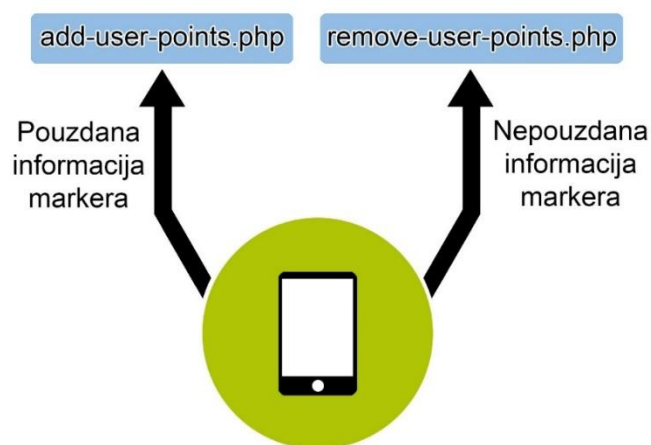 add-user-points.php
remove-user-points.php
Pouzdana
informacija
markera
Nepouzdana
informacija
markera